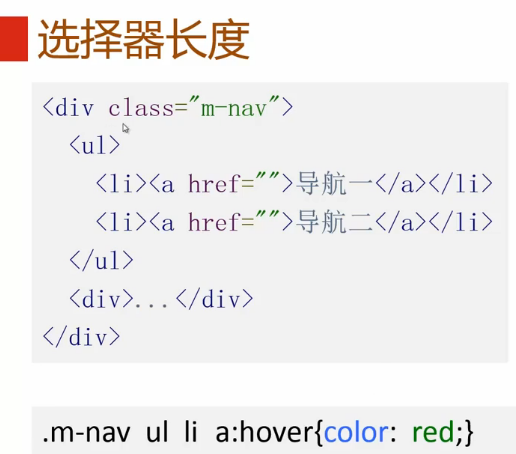 选择器长度
<div class="m-nav">
<ul>
<li><a href="">导航一</a></li>
<li><a href="">导航二</a></li>
</ul>
<div>...</div>
</div>
.m-nav ul li a:hover{color: red;}